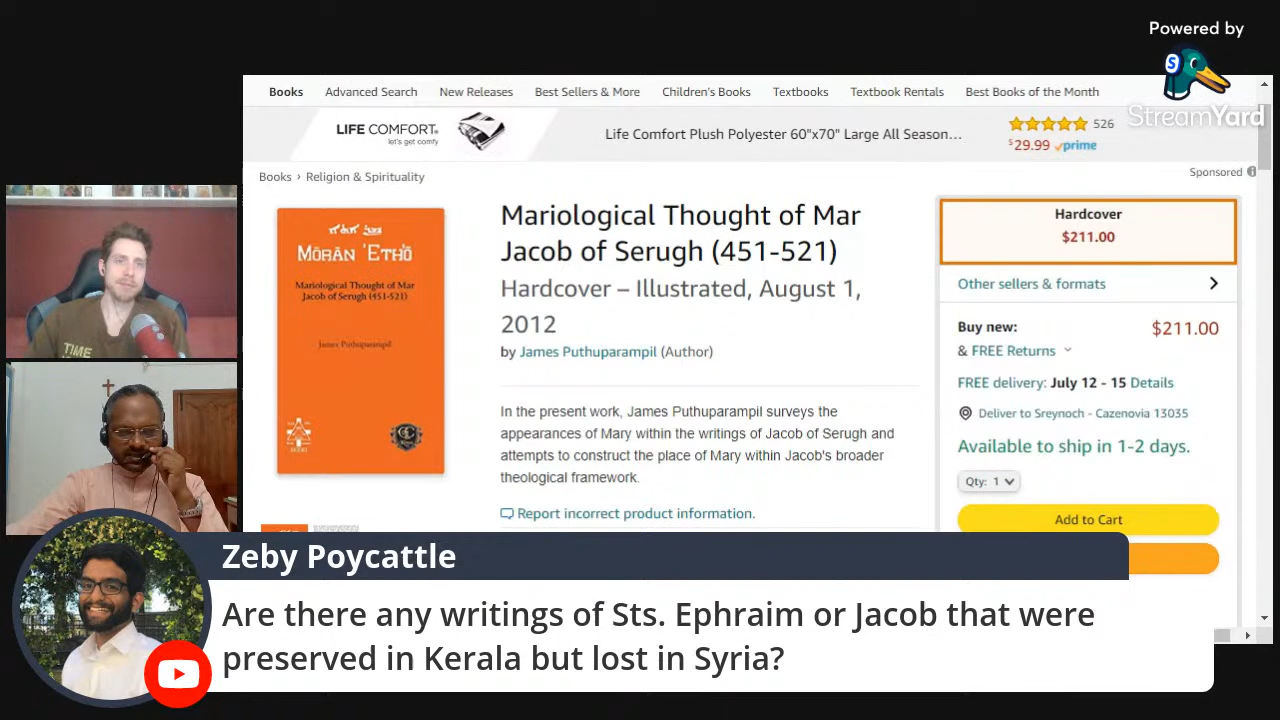 Powered by
StreamYard
Books Advanced Search New Releases Best Sellers & More Children's Books Textbooks Textbook Rentals Best Books of the Month
LIFE COMFORT.
let's get comfy
Life Comfort Plush Polyester 60"x70" Large All Season…
526
$29.99 prime
Sponsored
Books › Religion & Spirituality
MŌRĀN 'ETH'Ō
Mariological Thought of Mar
Jacob of Serugh (451-521)
James Puthuparampil
Mariological Thought of Mar
Jacob of Serugh (451-521)
Hardcover – Illustrated, August 1,
2012
by James Puthuparampil (Author)
In the present work, James Puthuparampil surveys the
appearances of Mary within the writings of Jacob of Serugh and
attempts to construct the place of Mary within Jacob's broader
theological framework.
Report incorrect product information.
Hardcover
$211.00
Other sellers & formats
Buy new: $211.00
& FREE Returns
FREE delivery: July 12 - 15 Details
Deliver to Sreynoch - Cazenovia 13035
Available to ship in 1-2 days.
Qty: 1
Add to Cart
TIME
Zeby Poycattle
Are there any writings of Sts. Ephraim or Jacob that were
preserved in Kerala but lost in Syria?